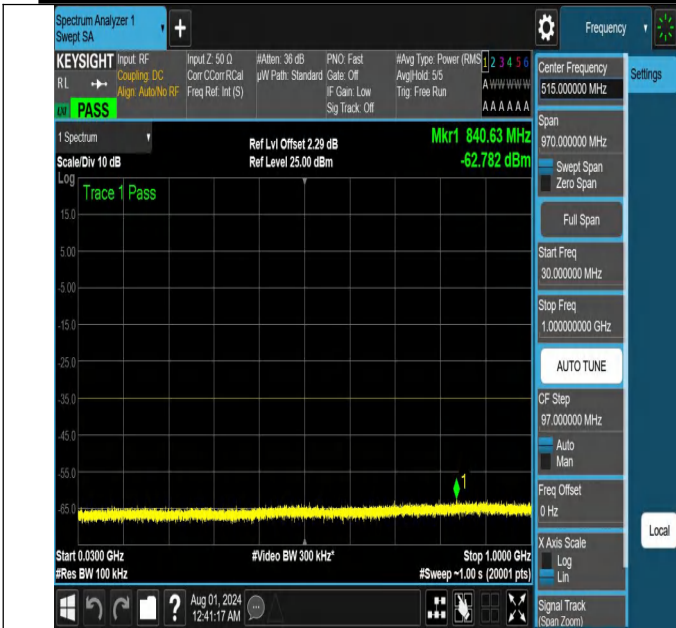 Spectrum Analyzer 1
Swept SA
+
Frequency
KEYSIGHT
RL
PASS
Input: RF
Coupling: DC
Align: Auto/No RF
Input Z: 50 Ω
Corr CCorr RCal
Freq Ref: Int (S)
#Atten: 36 dB
µW Path: Standard
PNO: Fast
Gate: Off
IF Gain: Low
Sig Track: Off
#Avg Type: Power (RMS
Avg|Hold: 5/5
Trig: Free Run
1 2 3 4 5 6
A W W W W W
A A A A A A
Center Frequency
515.000000 MHz
Settings
Span
970.000000 MHz
Swept Span
Zero Span
Full Span
Start Freq
30.000000 MHz
Stop Freq
1.000000000 GHz
AUTO TUNE
CF Step
97.000000 MHz
Auto
Man
Freq Offset
0 Hz
X Axis Scale
Log
Lin
Signal Track
(Span Zoom)
Local
1 Spectrum
Scale/Div 10 dB
Log
Ref Lvl Offset 2.29 dB
Ref Level 25.00 dBm
Mkr1 840.63 MHz
-62.782 dBm
Trace 1 Pass
15.0
5.00
-5.00
-15.0
-25.0
-35.0
-45.0
-55.0
-65.0
1
Start 0.0300 GHz
#Res BW 100 kHz
#Video BW 300 kHz*
Stop 1.0000 GHz
#Sweep ~1.00 s (20001 pts)
?
Aug 01, 2024
12:41:17 AM